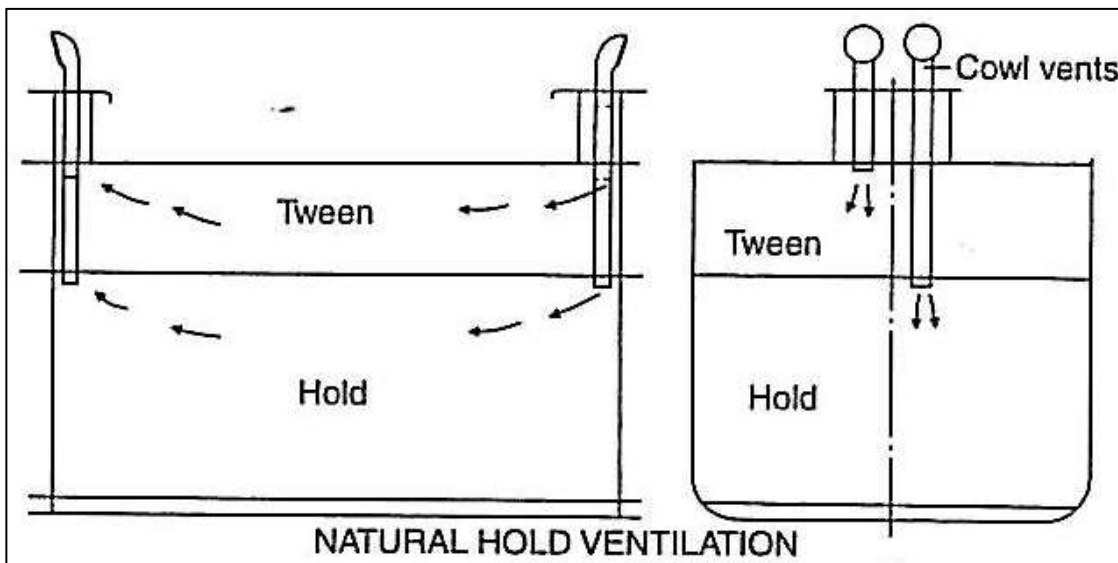 Cowl vents
Tween
Tween
Hold
Hold
NATURAL HOLD VENTILATION